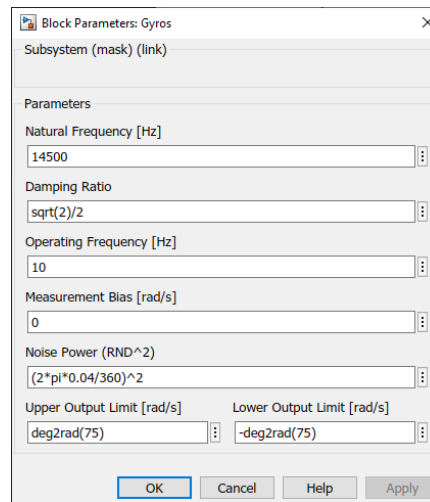 Block Parameters: Gyros
Subsystem (mask) (link)
Parameters
Natural Frequency [Hz]
14500
Damping Ratio
sqrt(2)/2
Operating Frequency [Hz]
10
Measurement Bias [rad/s]
0
Noise Power (RND^2)
(2*pi*0.04/360)^2
Upper Output Limit [rad/s] Lower Output Limit [rad/s]
deg2rad(75) -deg2rad(75)
OK Cancel Help Apply